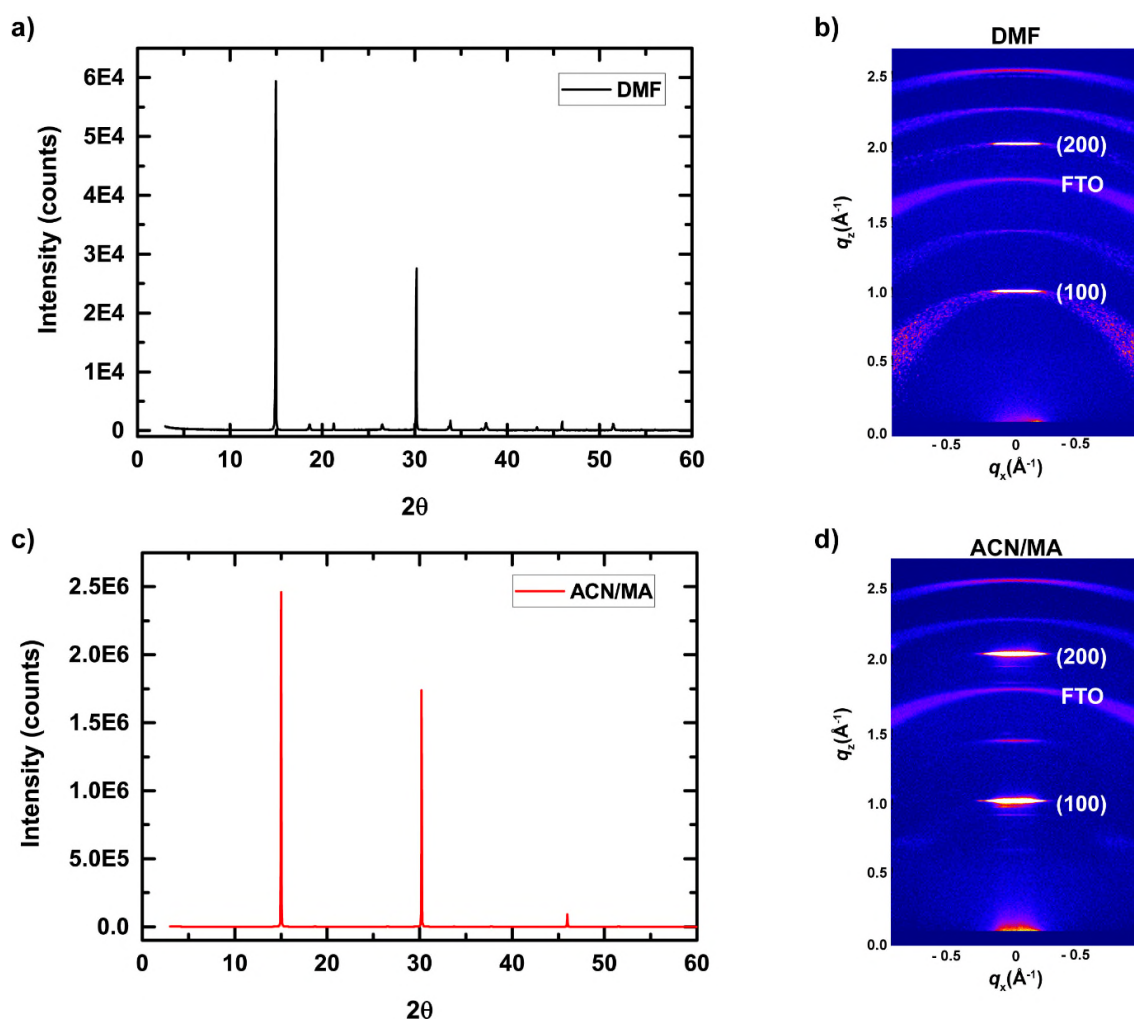 a)
6E4
5E4
4E4
3E4
2E4
1E4
0
Intensity (counts)
DMF
0 10 20 30 40 50 60
2θ
b)
DMF
2.5
2.0
1.5
1.0
0.5
0.0
qz(Å-1)
(200)
FTO
(100)
- 0.5 0 - 0.5
qx(Å-1)
c)
2.5E6
2.0E6
1.5E6
1.0E6
5.0E5
0.0
Intensity (counts)
ACN/MA
0 10 20 30 40 50 60
2θ
d)
ACN/MA
2.5
2.0
1.5
1.0
0.5
0.0
qz(Å-1)
(200)
FTO
(100)
- 0.5 0 - 0.5
qx(Å-1)